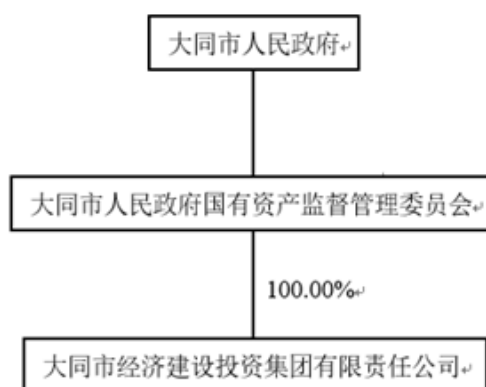 大同市人民政府
大同市人民政府国有资产监督管理委员会
100.00%
大同市经济建设投资集团有限责任公司